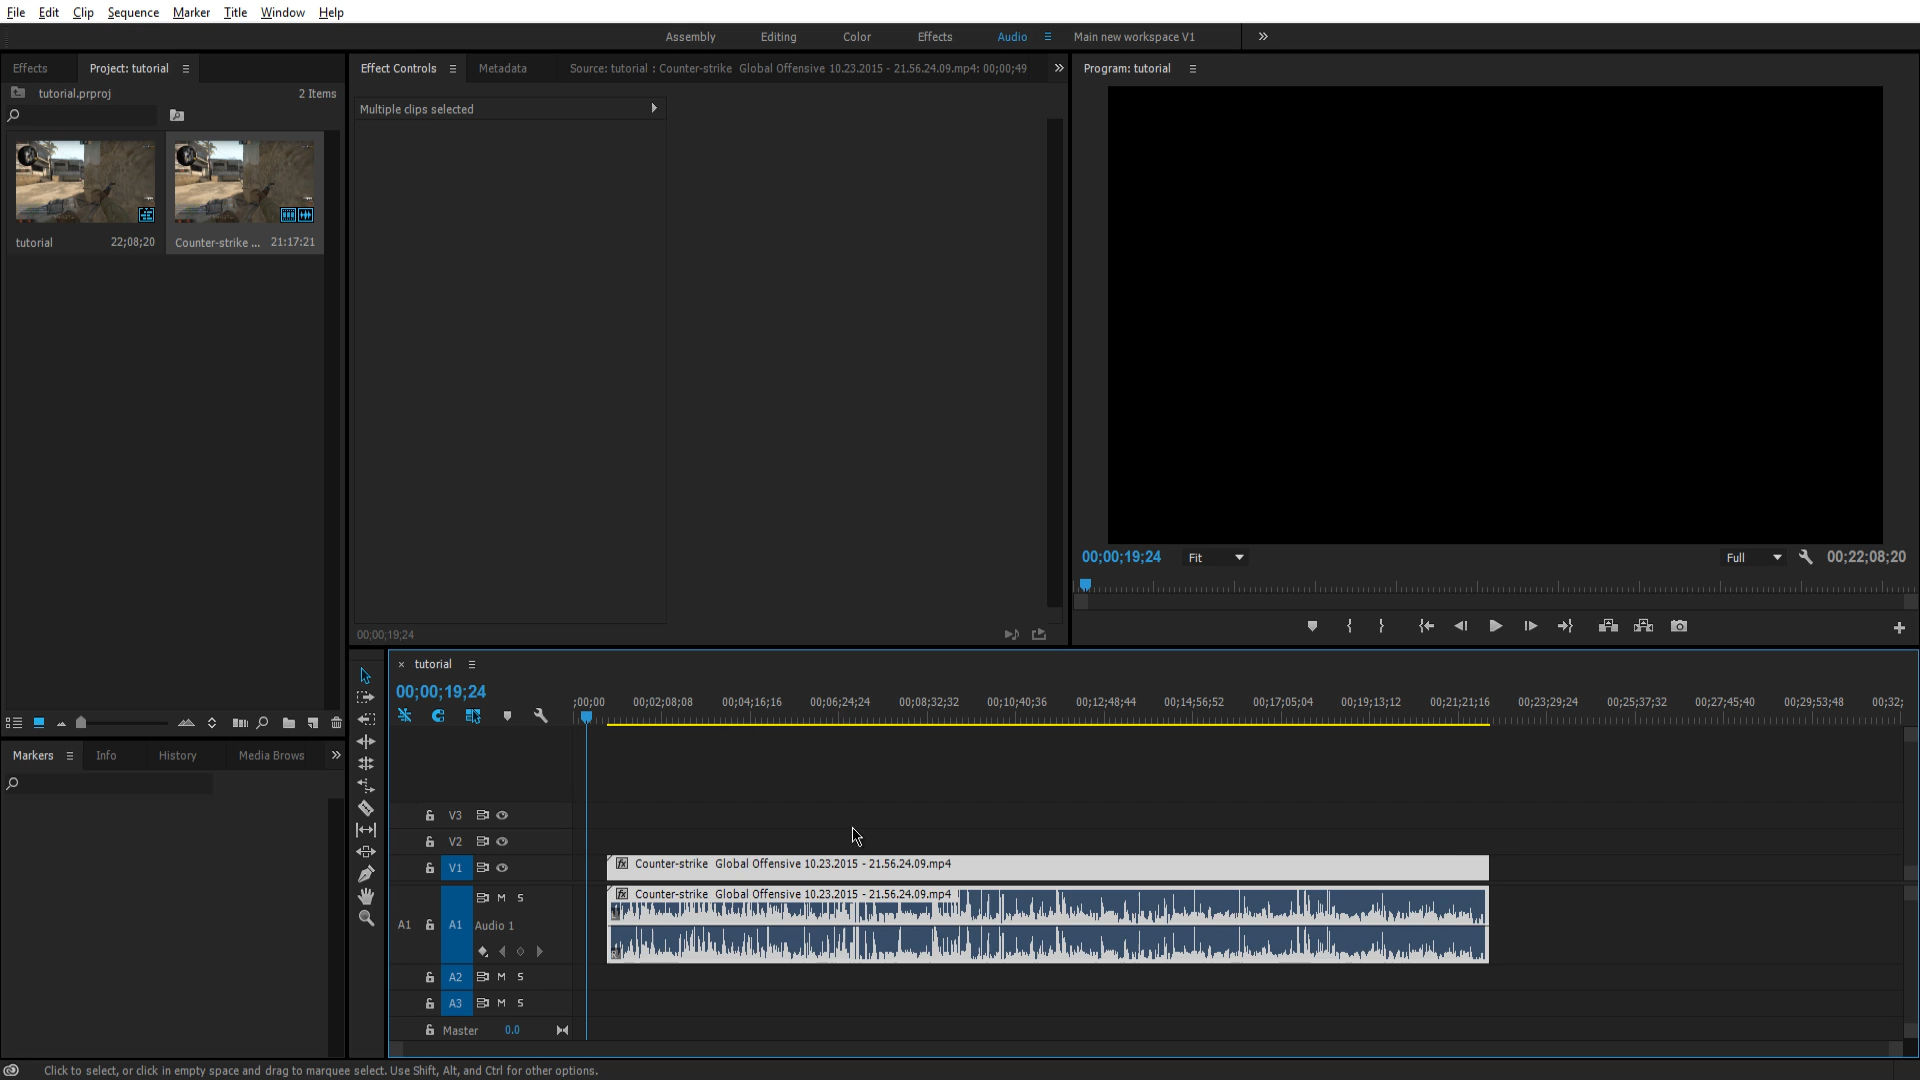 File Edit Clip Sequence Marker Title Window Help
Assembly Editing Color Effects Audio Main new workspace V1
Effects Project: tutorial
tutorial.prproj 2 Items
tutorial 22;08;20 Counter-strike ... 21:17:21
Effect Controls Metadata Source: tutorial : Counter-strike Global Offensive 10.23.2015 - 21.56.24.09.mp4: 00;00;49
Multiple clips selected
00;00;19;24
Program: tutorial
00;00;19;24 Fit Full 00;22;08;20
Markers Info History Media Brows
tutorial
00;00;19;24
;00;00 00;02;08;08 00;04;16;16 00;06;24;24 00;08;32;32 00;10;40;36 00;12;48;44 00;14;56;52 00;17;05;04 00;19;13;12 00;21;21;16 00;23;29;24 00;25;37;32 00;27;45;40 00;29;53;48 00;32;
V3
V2
V1 Counter-strike Global Offensive 10.23.2015 - 21.56.24.09.mp4
M S Counter-strike Global Offensive 10.23.2015 - 21.56.24.09.mp4
A1 A1 Audio 1
A2 M S
A3 M S
Master 0.0
Click to select, or click in empty space and drag to marquee select. Use Shift, Alt, and Ctrl for other options.